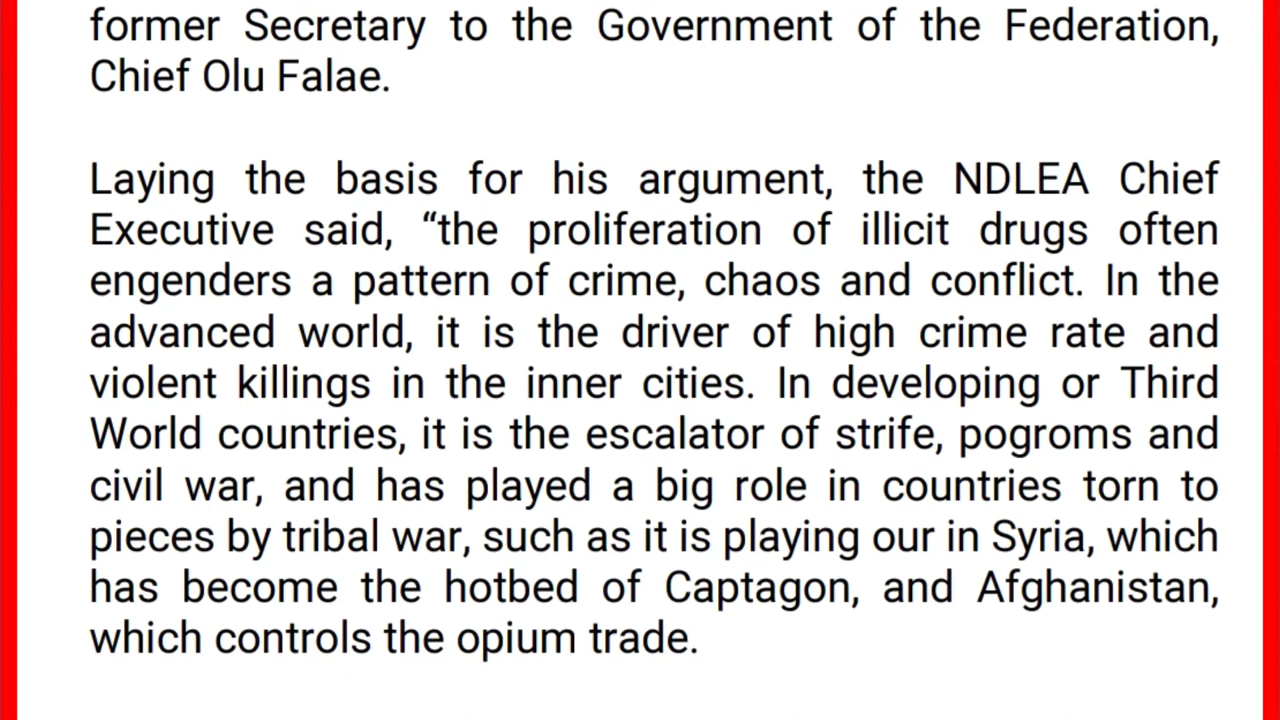 former Secretary to the Government of the Federation,
Chief Olu Falae.
Laying the basis for his argument, the NDLEA Chief
Executive said, “the proliferation of illicit drugs often
engenders a pattern of crime, chaos and conflict. In the
advanced world, it is the driver of high crime rate and
violent killings in the inner cities. In developing or Third
World countries, it is the escalator of strife, pogroms and
civil war, and has played a big role in countries torn to
pieces by tribal war, such as it is playing our in Syria, which
has become the hotbed of Captagon, and Afghanistan,
which controls the opium trade.